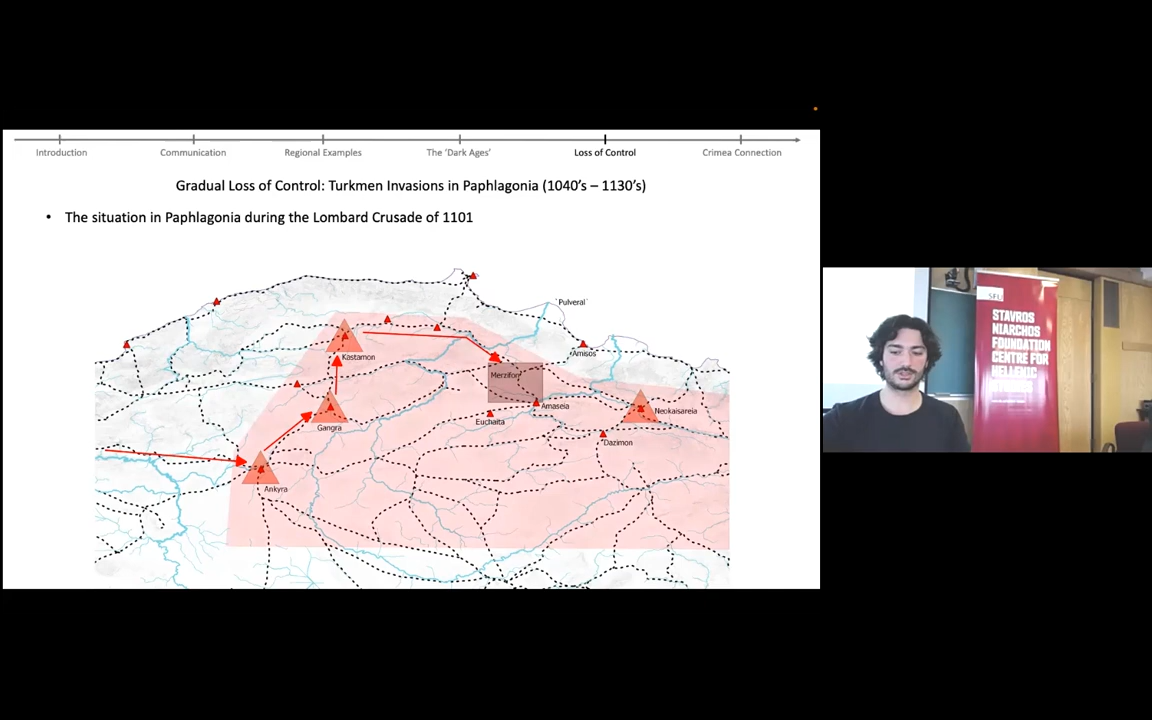 Introduction
Communication
Regional Examples
The 'Dark Ages'
Loss of Control
Crimea Connection
Gradual Loss of Control: Turkmen Invasions in Paphlagonia (1040's – 1130's)
• The situation in Paphlagonia during the Lombard Crusade of 1101
`Pulveral`
Kastamon
Amisos
Merzifon
Amaseia
Neokaisareia
Gangra
Euchaita
Dazimon
Ankyra
SFU
STAVROS
NIARCHOS
FOUNDATION
CENTRE FOR
HELLENIC